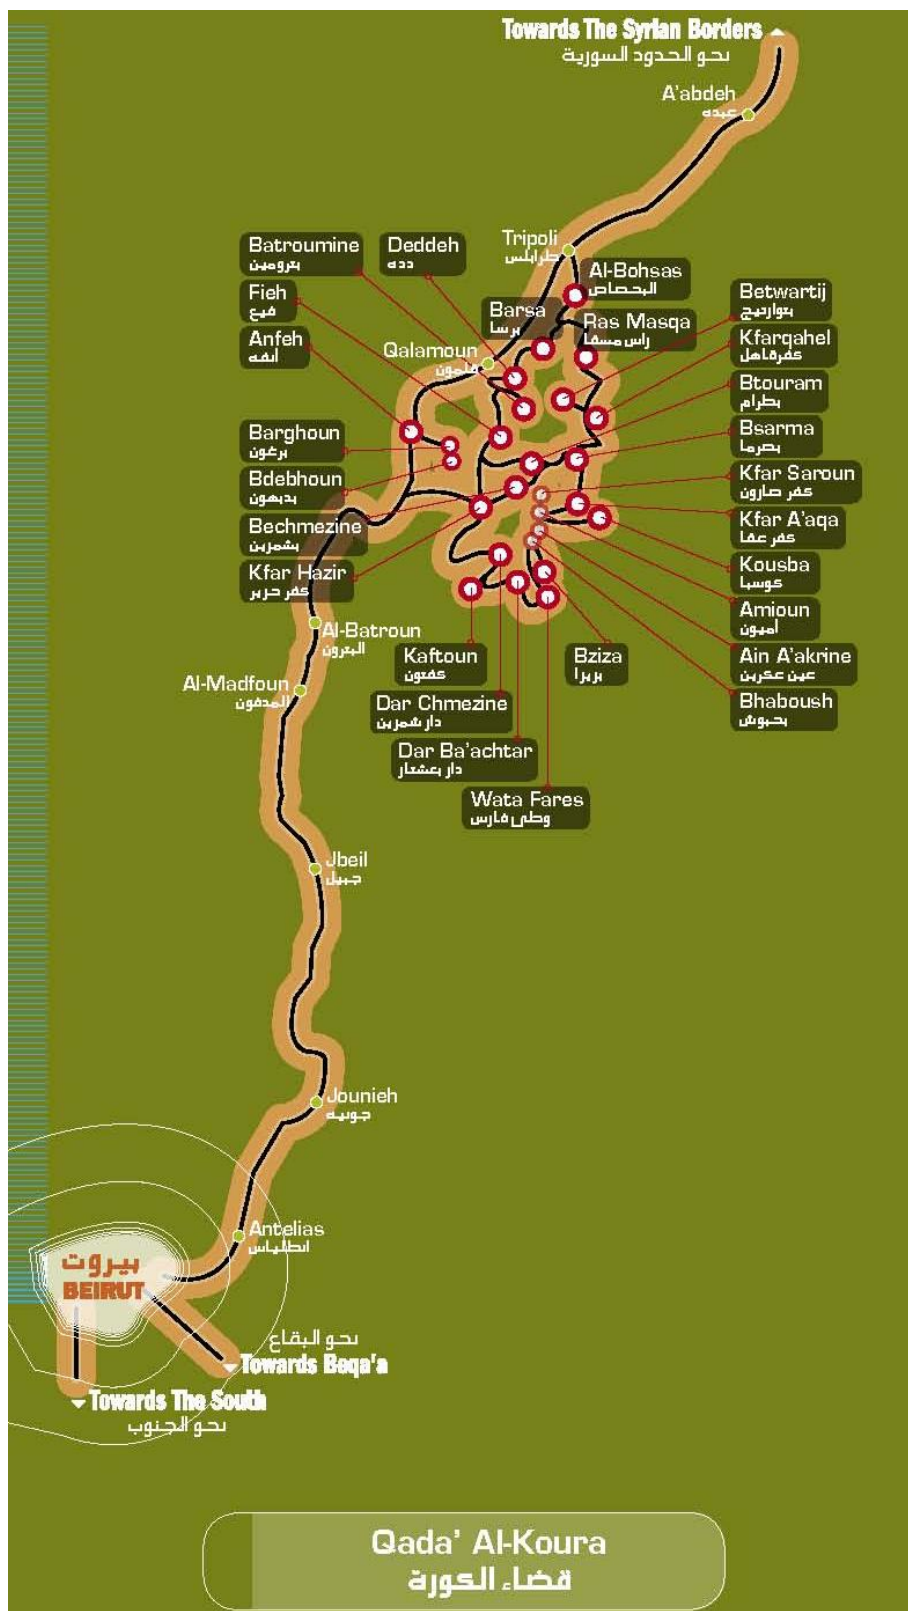 Towards The Syrian Borders
نحو الحدود السورية
A'abdeh
عبده
Tripoli
طرابلس
Batroumine
بترومين
Deddeh
دده
Al-Bohsas
البحصاص
Fieh
فيع
Barsa
برسا
Ras Masqa
راس مسقا
Betwartij
بتوارتيج
Anfeh
أنفه
Qalamoun
قلمون
Kfarqahel
كفرقاهل
Btouram
بطرام
Barghoun
برغون
Bsarma
بصرما
Bdebhoun
بدبهون
Kfar Saroun
كفر صارون
Bechmezine
بشمزين
Kfar A'aqa
كفر عقا
Kfar Hazir
كفر حزير
Kousba
كوسبا
Al-Batroun
البترون
Amioun
أميون
Kaftoun
كفتون
Bziza
بزيزا
Ain A'akrine
عين عكرين
Al-Madfoun
المدفون
Dar Chmezine
دار شمزين
Bhaboush
بحبوش
Dar Ba'achtar
دار بعشتار
Wata Fares
وطى فارس
Jbeil
جبيل
Jounieh
جونيه
Antelias
انطلياس
بيروت
BEIRUT
نحو البقاع
Towards Beqa'a
Towards The South
نحو الجنوب
Qada' Al-Koura
قضاء الكورة